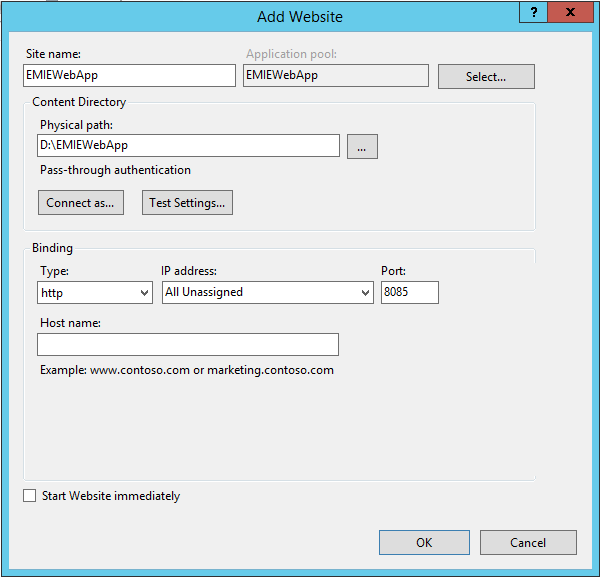 Add Website
?
x
Site name:
Application pool:
EMIEWebApp
EMIEWebApp
Select...
Content Directory
Physical path:
D:\EMIEWebApp
...
Pass-through authentication
Connect as...
Test Settings...
Binding
Type:
IP address:
Port:
http
All Unassigned
8085
Host name:
Example: www.contoso.com or marketing.contoso.com
Start Website immediately
OK
Cancel